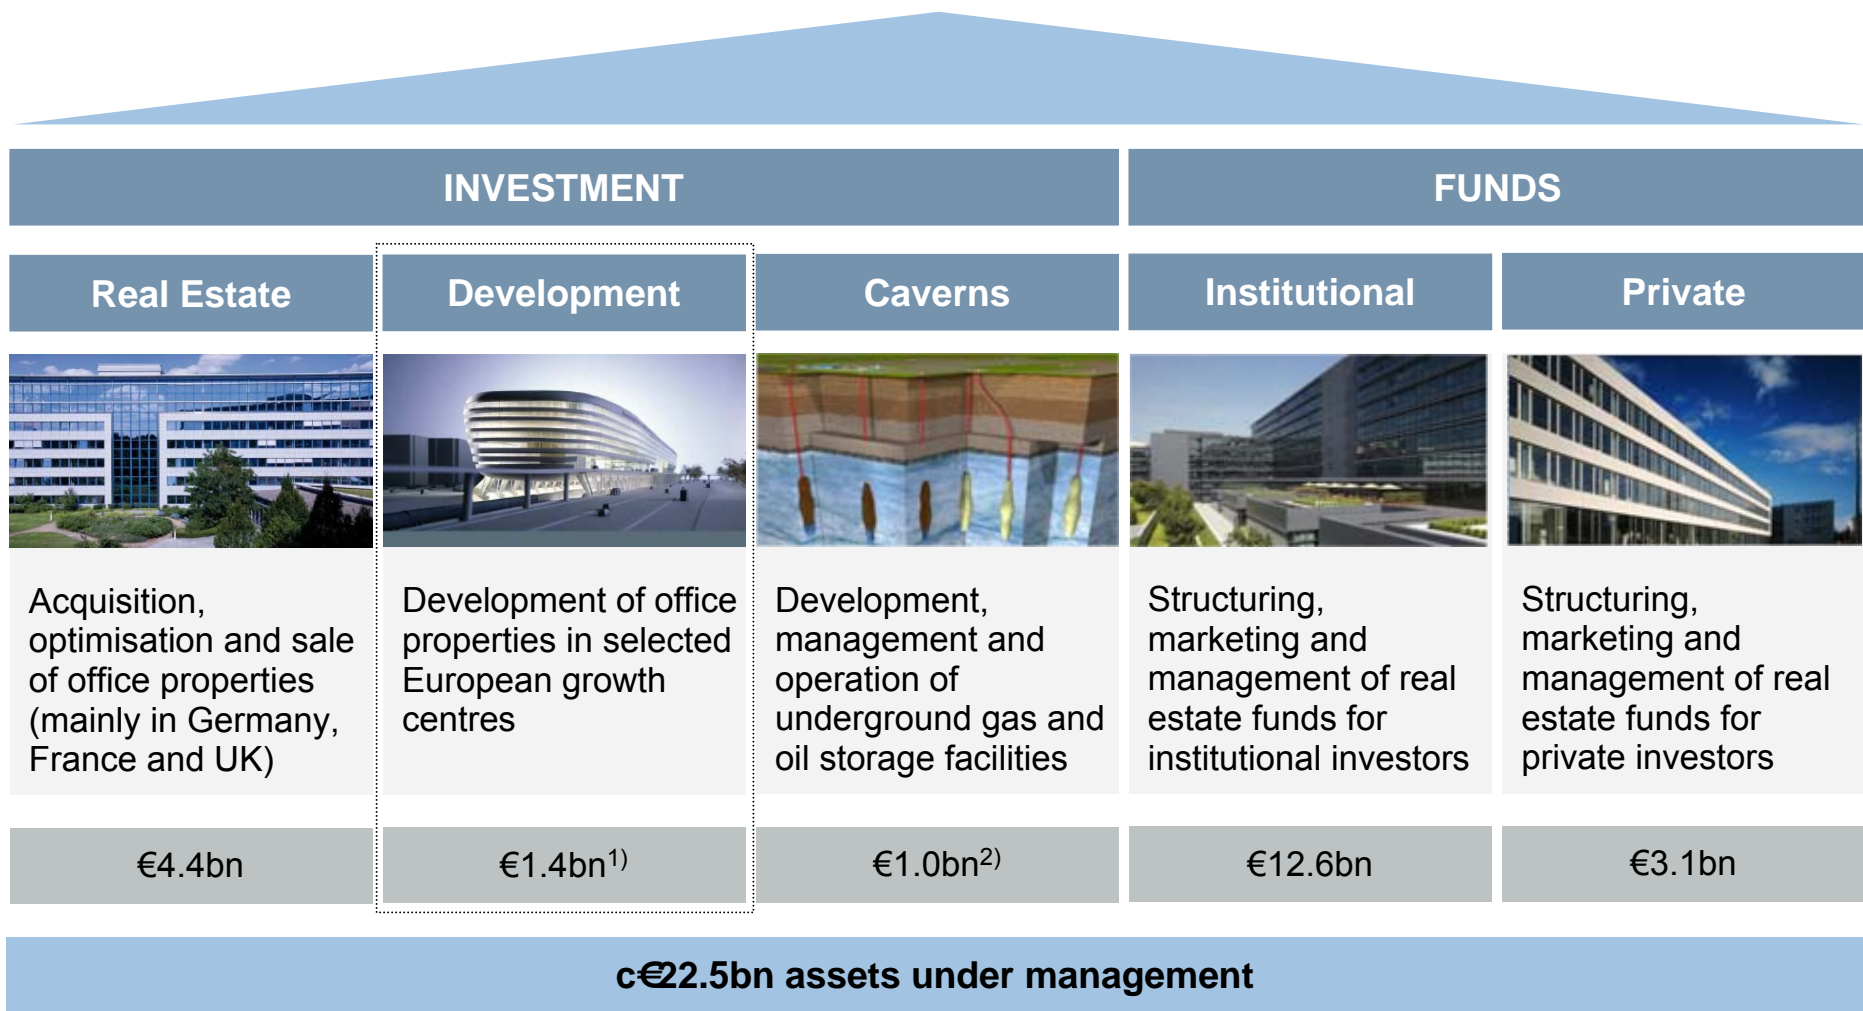 INVESTMENT
FUNDS
Real Estate
Development
Caverns
Institutional
Private
Acquisition,
optimisation and sale
of office properties
(mainly in Germany,
France and UK)
Development of office
properties in selected
European growth
centres
Development,
management and
operation of
underground gas and
oil storage facilities
Structuring,
marketing and
management of real
estate funds for
institutional investors
Structuring,
marketing and
management of real
estate funds for
private investors
€4.4bn
€1.4bn1)
€1.0bn2)
€12.6bn
€3.1bn
c€22.5bn assets under management